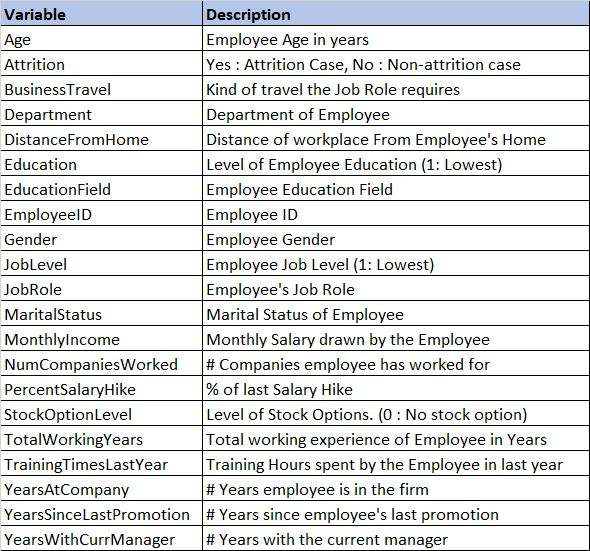 Variable Description
Age Employee Age in years
Attrition Yes : Attrition Case, No : Non-attrition case
BusinessTravel Kind of travel the Job Role requires
Department Department of Employee
DistanceFromHome Distance of workplace From Employee's Home
Education Level of Employee Education (1: Lowest)
EducationField Employee Education Field
EmployeeID Employee ID
Gender Employee Gender
JobLevel Employee Job Level (1: Lowest)
JobRole Employee's Job Role
MaritalStatus Marital Status of Employee
MonthlyIncome Monthly Salary drawn by the Employee
NumCompaniesWorked # Companies employee has worked for
PercentSalaryHike % of last Salary Hike
StockOptionLevel Level of Stock Options. (0 : No stock option)
TotalWorkingYears Total working experience of Employee in Years
TrainingTimesLastYear Training Hours spent by the Employee in last year
YearsAtCompany # Years employee is in the firm
YearsSinceLastPromotion # Years since employee's last promotion
YearsWithCurrManager # Years with the current manager